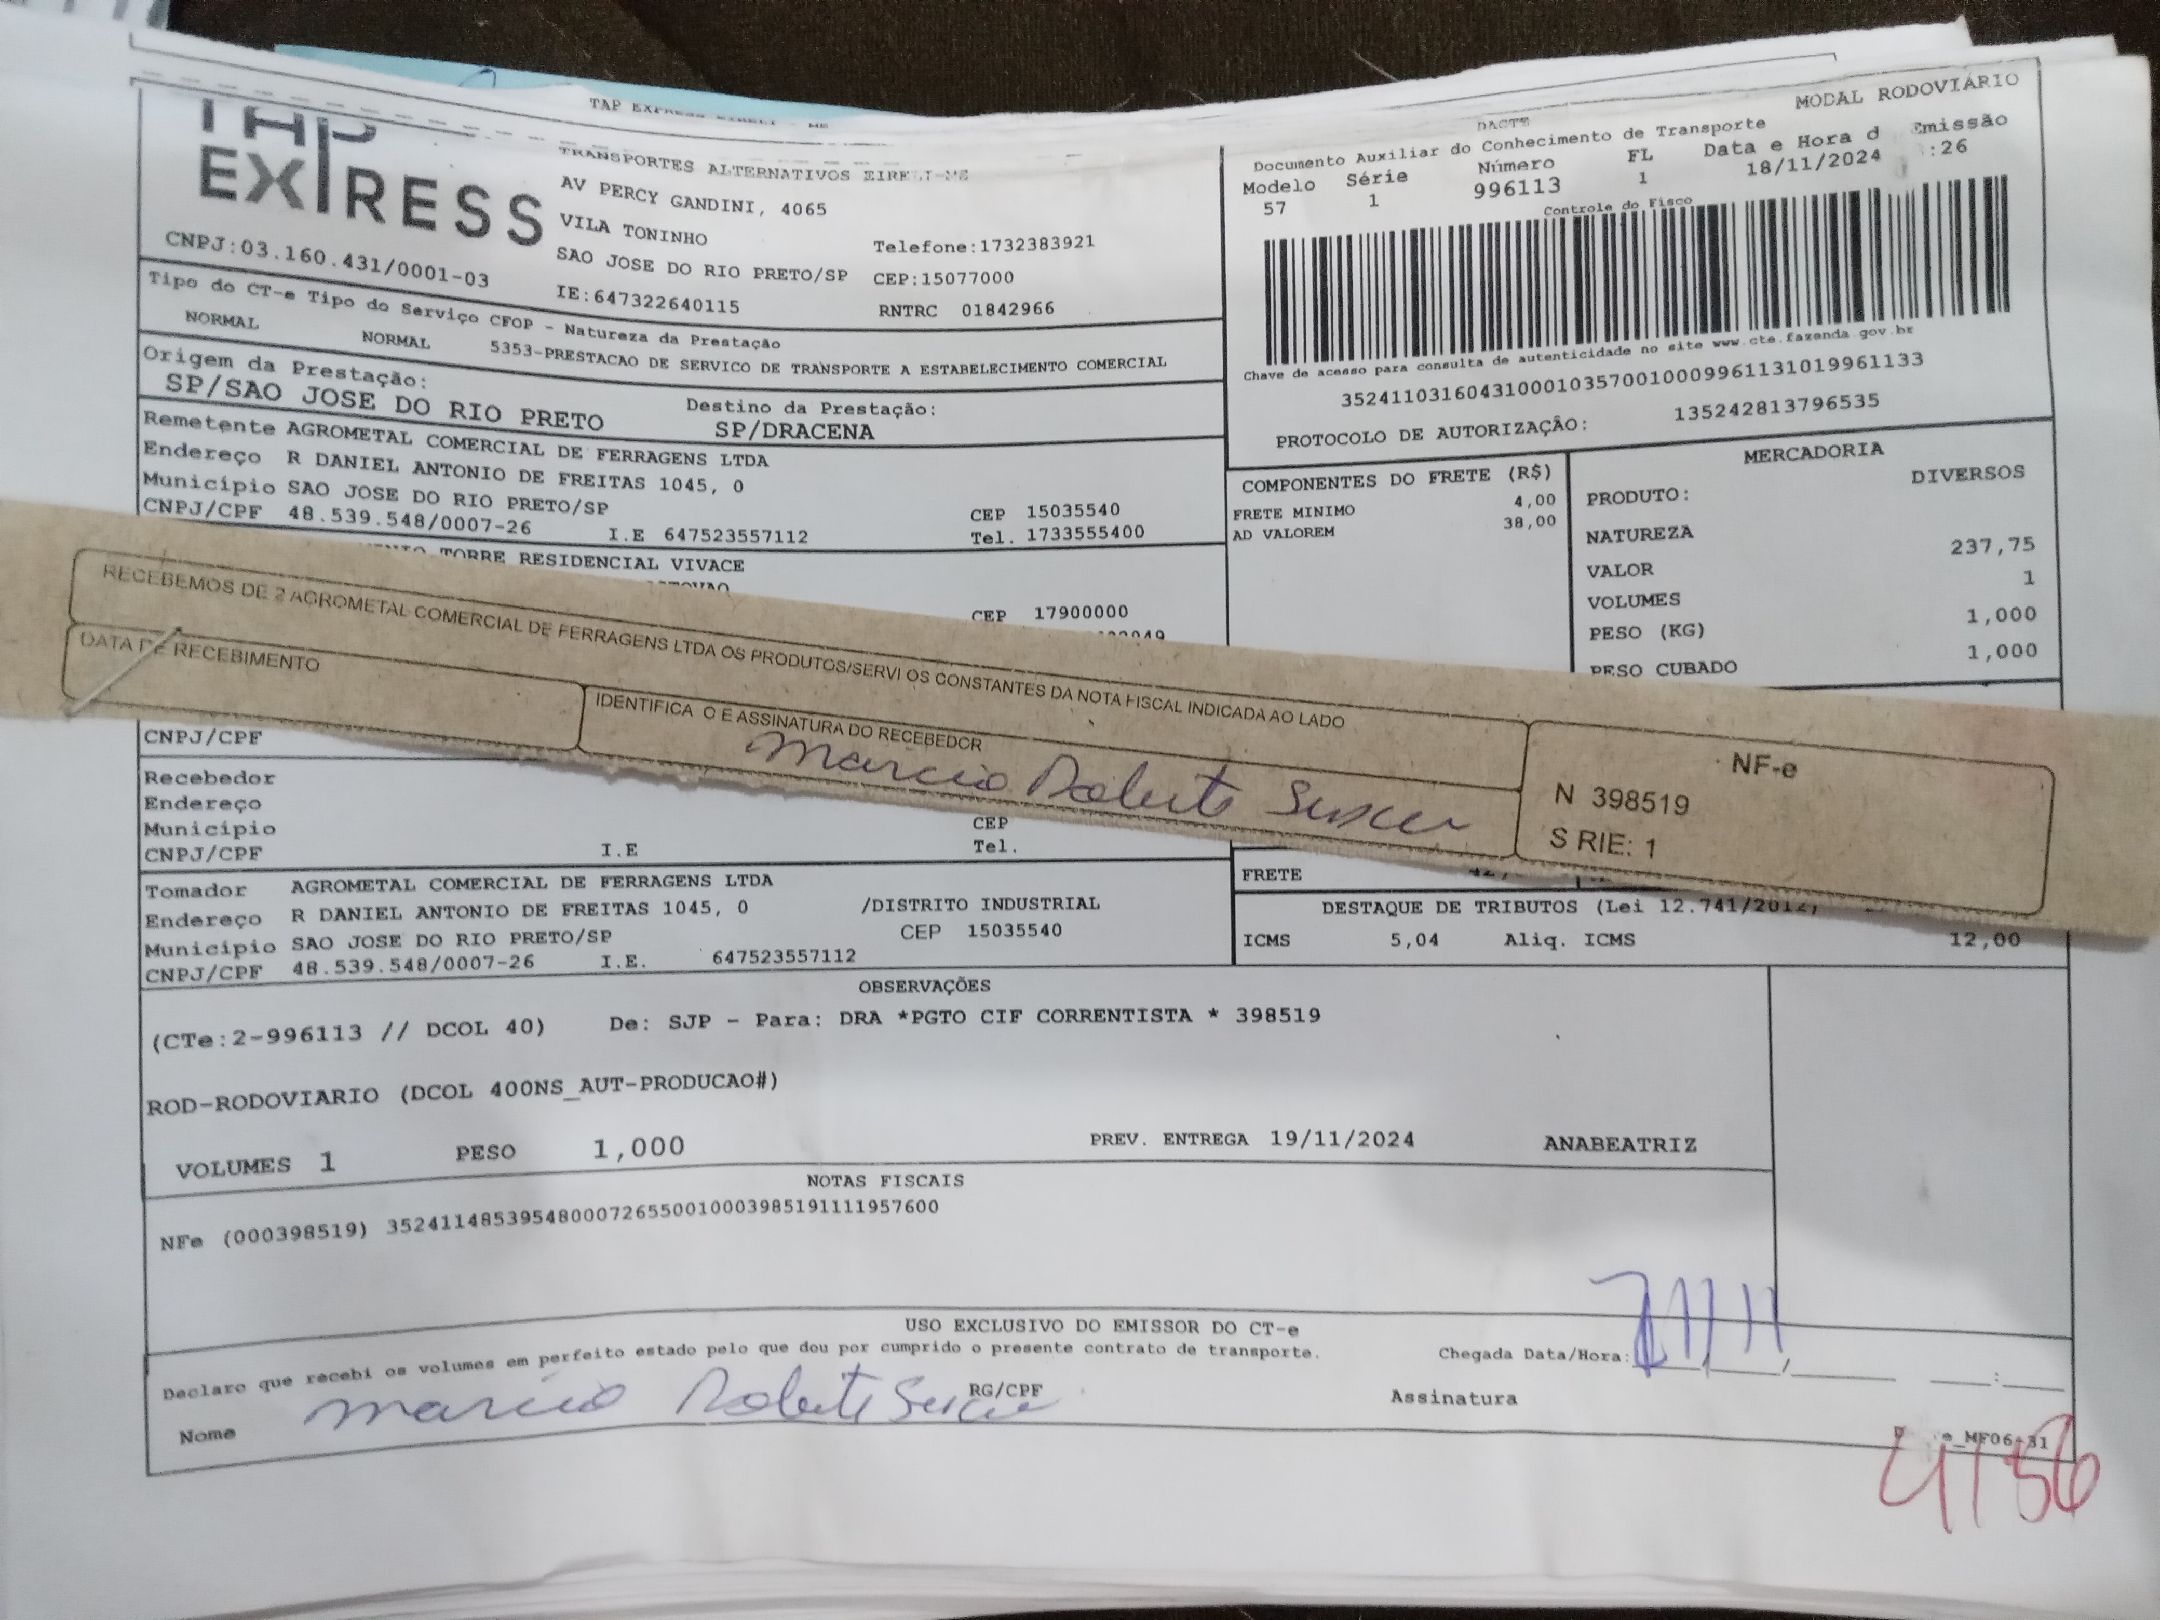 TAP EXPRESS EIRELI - ME
TAP
EXPRESS
CNPJ:03.160.431/0001-03
TRANSPORTES ALTERNATIVOS EIRELI-ME
AV PERCY GANDINI, 4065
VILA TONINHO
SAO JOSE DO RIO PRETO/SP
IE:647322640115
Telefone:1732383921
CEP:15077000
RNTRC 01842966
DACTE
MODAL RODOVIÁRIO
Documento Auxiliar do Conhecimento de Transporte
Modelo Série Número FL Data e Hora d Emissão
57 1 996113 1 18/11/2024 :26
Controle do Fisco
Chave de acesso para consulta de autenticidade no site www.cte.fazenda.gov.br
35241103160431000103570010009961131019961133
PROTOCOLO DE AUTORIZAÇÃO: 135242813796535
Tipo do CT-e Tipo do Serviço CFOP - Natureza da Prestação
NORMAL NORMAL 5353-PRESTACAO DE SERVICO DE TRANSPORTE A ESTABELECIMENTO COMERCIAL
Origem da Prestação:
SP/SAO JOSE DO RIO PRETO
Destino da Prestação:
SP/DRACENA
Remetente AGROMETAL COMERCIAL DE FERRAGENS LTDA
Endereço R DANIEL ANTONIO DE FREITAS 1045, 0
Município SAO JOSE DO RIO PRETO/SP CEP 15035540
CNPJ/CPF 48.539.548/0007-26 I.E 647523557112 Tel. 1733555400
TORRE RESIDENCIAL VIVACE
CEP 17900000
COMPONENTES DO FRETE (R$)
FRETE MINIMO 4,00
AD VALOREM 38,00
MERCADORIA
PRODUTO: DIVERSOS
NATUREZA
VALOR 237,75
VOLUMES 1
PESO (KG) 1,000
PESO CUBADO 1,000
RECEBEMOS DE 2 AGROMETAL COMERCIAL DE FERRAGENS LTDA OS PRODUTOS/SERVI OS CONSTANTES DA NOTA FISCAL INDICADA AO LADO
DATA DE RECEBIMENTO
IDENTIFICA O E ASSINATURA DO RECEBEDOR
Marcio Roberto
NF-e
N 398519
S RIE: 1
CNPJ/CPF
Recebedor
Endereço
Município CEP
CNPJ/CPF I.E Tel.
Tomador AGROMETAL COMERCIAL DE FERRAGENS LTDA
Endereço R DANIEL ANTONIO DE FREITAS 1045, 0 /DISTRITO INDUSTRIAL
Município SAO JOSE DO RIO PRETO/SP CEP 15035540
CNPJ/CPF 48.539.548/0007-26 I.E. 647523557112
FRETE 42,
DESTAQUE DE TRIBUTOS (Lei 12.741/2012)
ICMS 5,04 Aliq. ICMS 12,00
OBSERVAÇÕES
(CTe:2-996113 // DCOL 40) De: SJP - Para: DRA *PGTO CIF CORRENTISTA * 398519
ROD-RODOVIARIO (DCOL 400NS_AUT-PRODUCAO#)
VOLUMES 1 PESO 1,000 PREV. ENTREGA 19/11/2024 ANABEATRIZ
NOTAS FISCAIS
NFe (000398519) 35241148539548000726550010003985191111957600
USO EXCLUSIVO DO EMISSOR DO CT-e
Declaro que recebi os volumes em perfeito estado pelo que dou por cumprido o presente contrato de transporte.
Chegada Data/Hora:
Nome Marcio Roberto RG/CPF Assinatura
e_MF06-31
4156